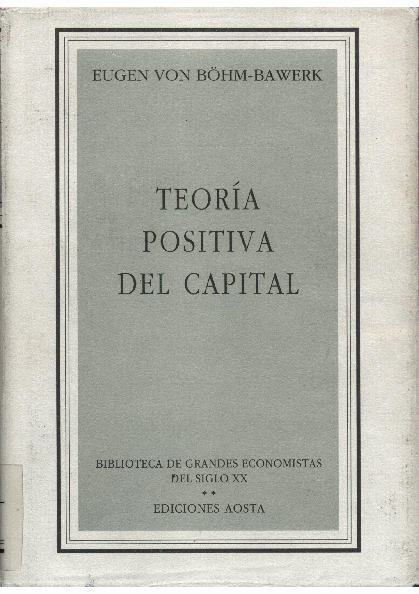 EUGEN VON BÖHM-BAWERK
TEORÍA
POSITIVA
DEL CAPITAL
BIBLIOTECA DE GRANDES ECONOMISTAS
DEL SIGLO XX
**
EDICIONES AOSTA